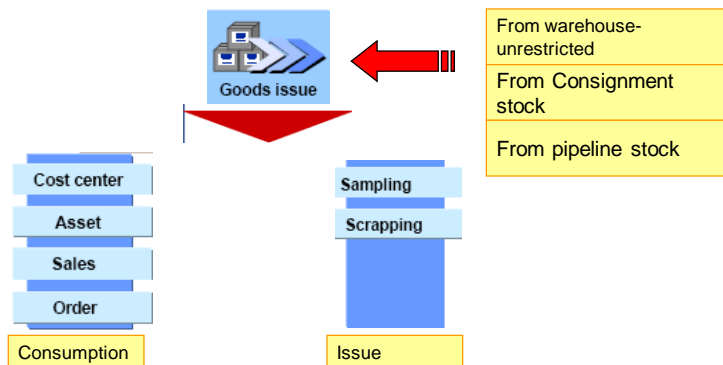 Goods issue
From warehouse-
unrestricted
From Consignment
stock
From pipeline stock
Cost center
Asset
Sales
Order
Consumption
Sampling
Scrapping
Issue